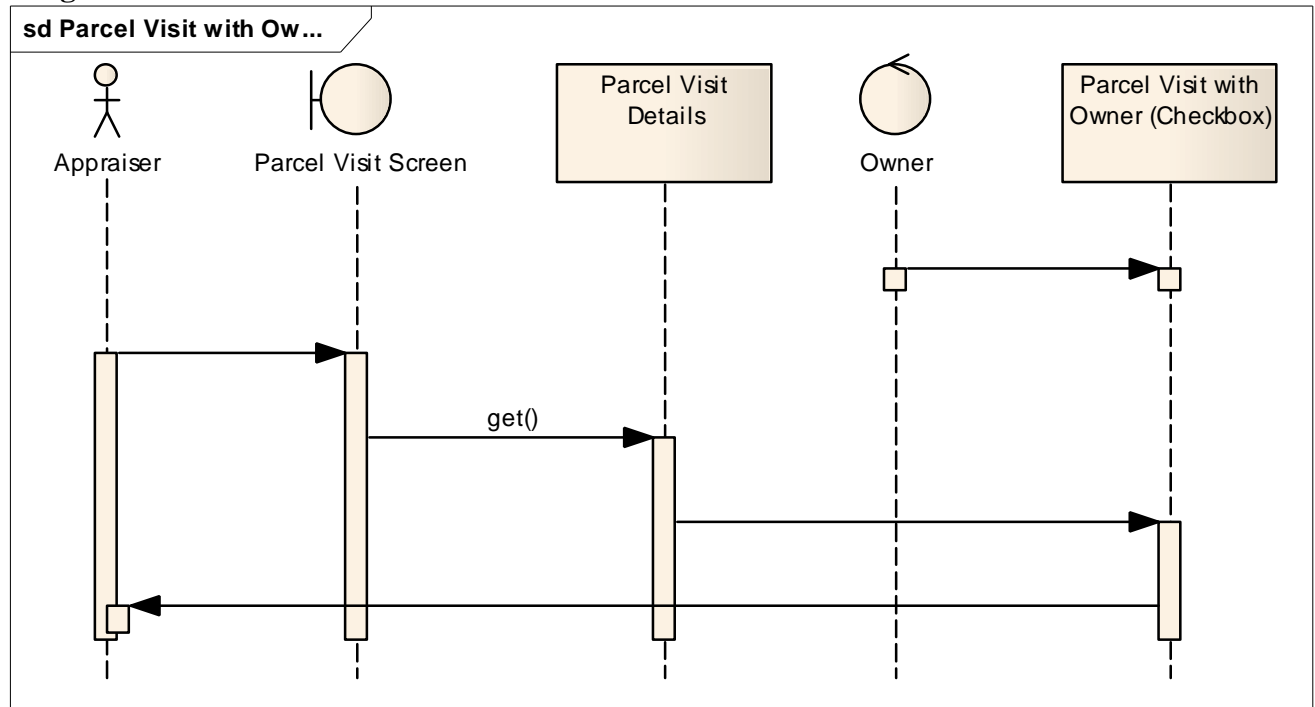 sd Parcel Visit with Ow...
Appraiser
Parcel Visit Screen
Parcel Visit
Details
Owner
Parcel Visit with
Owner (Checkbox)
get()